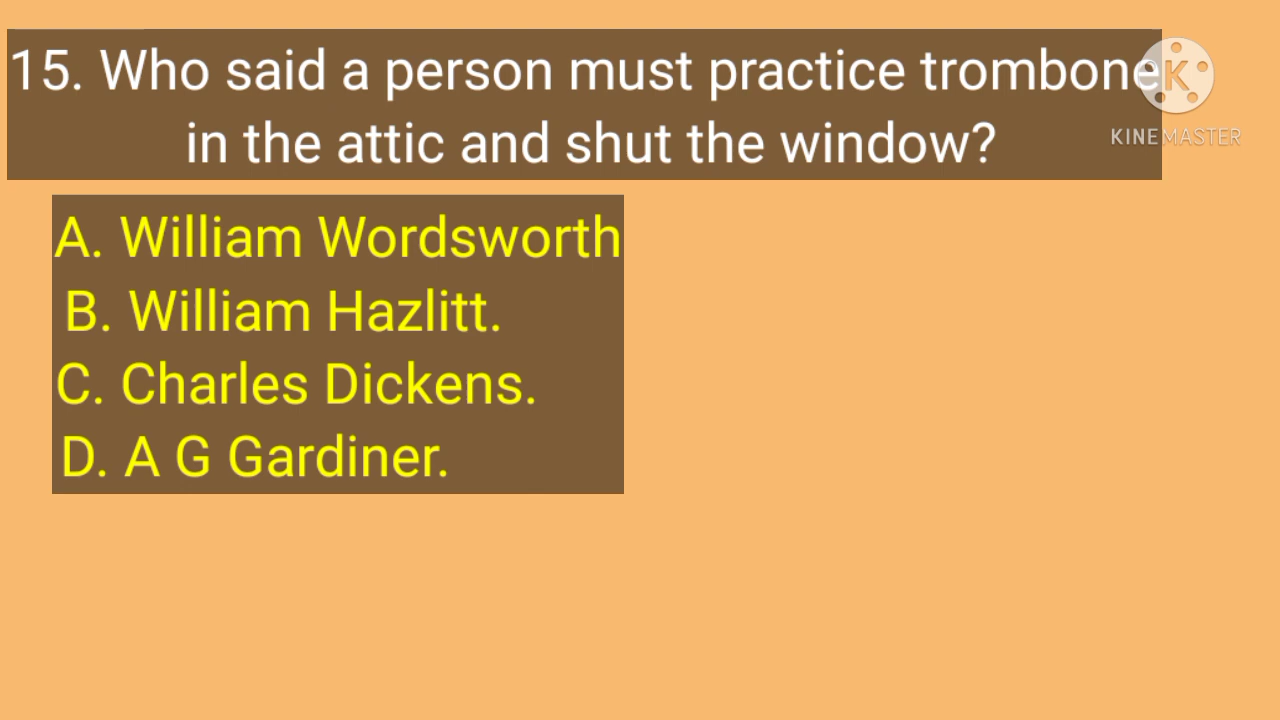 15. Who said a person must practice trombone
in the attic and shut the window?
K
KINEMASTER
A. William Wordsworth
B. William Hazlitt.
C. Charles Dickens.
D. A G Gardiner.